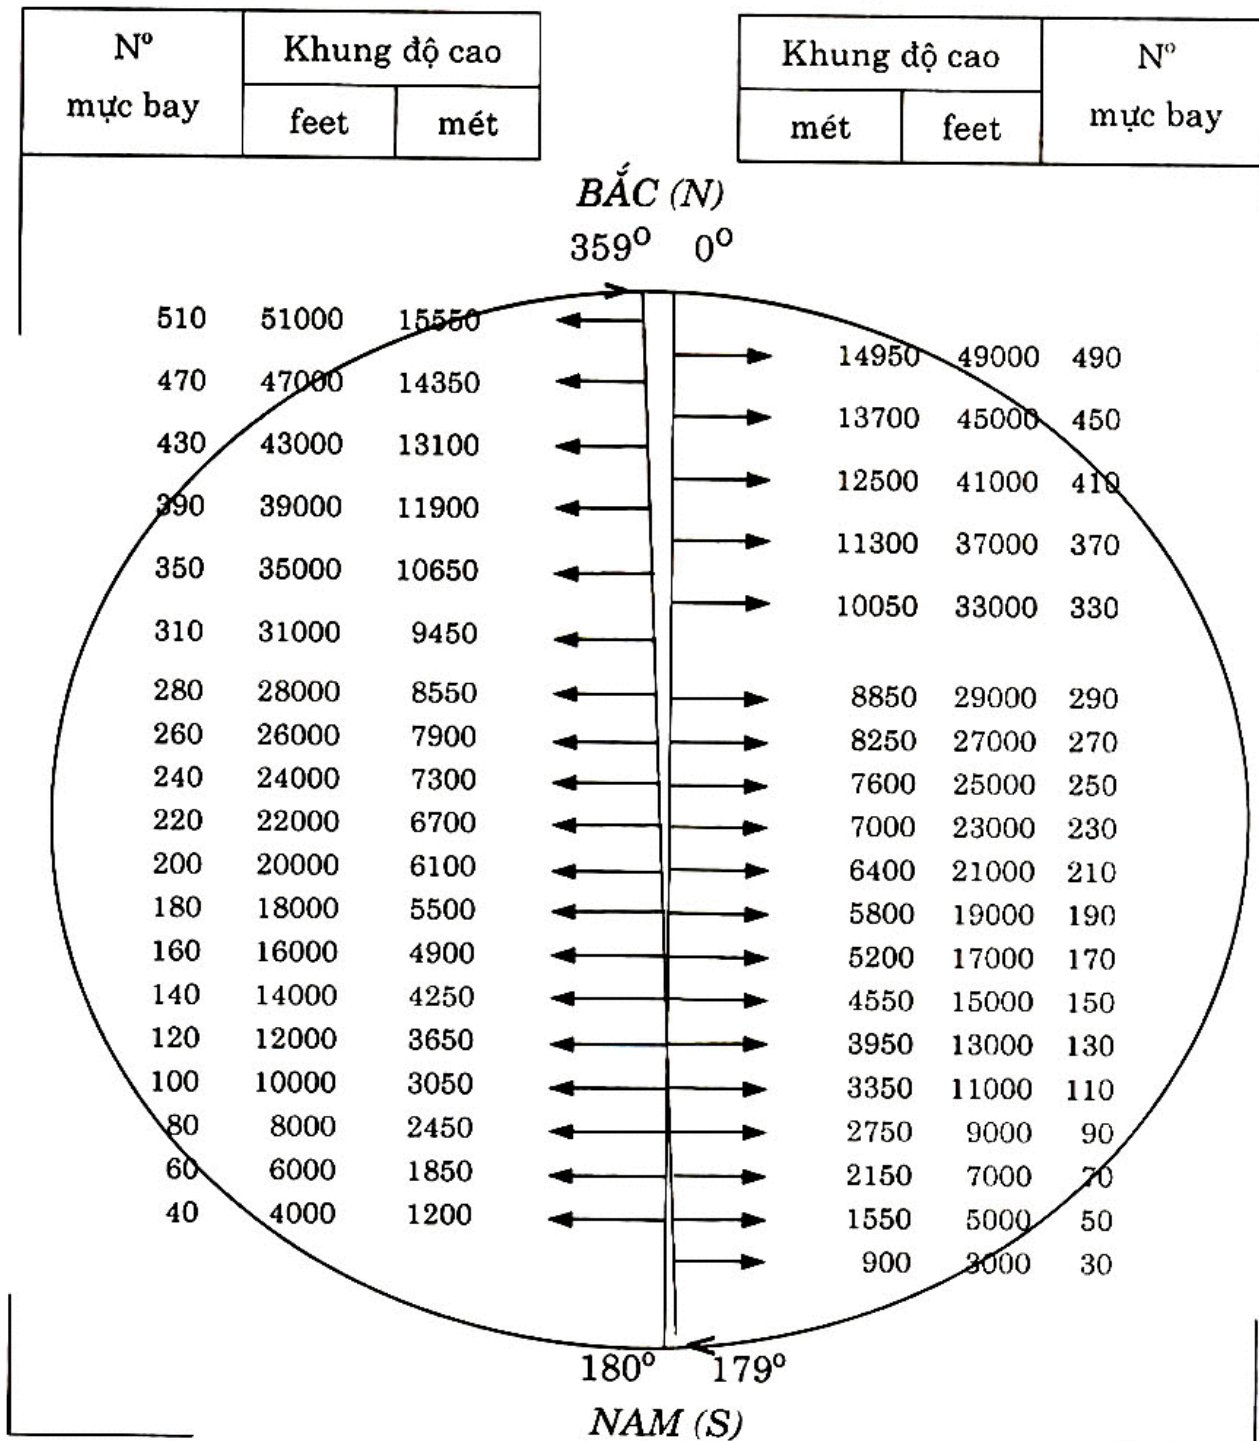 Nº mực bay Khung độ cao feet mét
Khung độ cao mét feet Nº mực bay
BẮC (N)
359º 0º
510 51000 15550
14950 49000 490
470 47000 14350
13700 45000 450
430 43000 13100
12500 41000 410
390 39000 11900
11300 37000 370
350 35000 10650
10050 33000 330
310 31000 9450
280 28000 8550 8850 29000 290
260 26000 7900 8250 27000 270
240 24000 7300 7600 25000 250
220 22000 6700 7000 23000 230
200 20000 6100 6400 21000 210
180 18000 5500 5800 19000 190
160 16000 4900 5200 17000 170
140 14000 4250 4550 15000 150
120 12000 3650 3950 13000 130
100 10000 3050 3350 11000 110
80 8000 2450 2750 9000 90
60 6000 1850 2150 7000 70
40 4000 1200 1550 5000 50
900 3000 30
180º 179º
NAM (S)